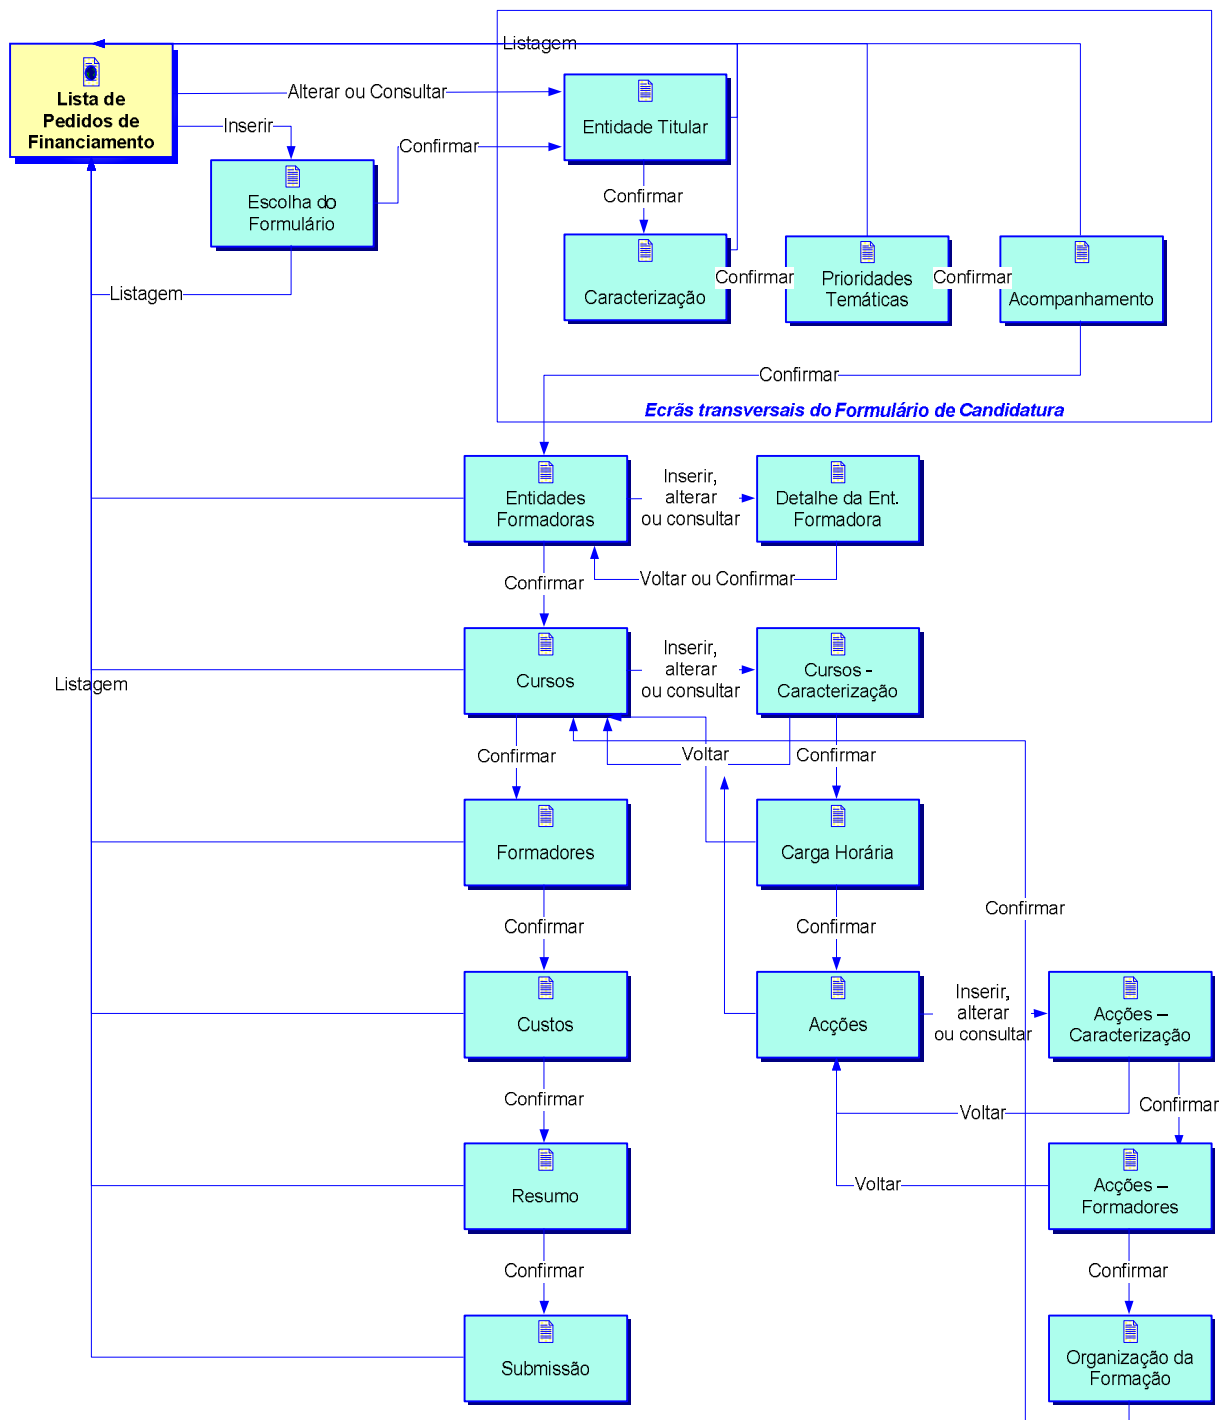 Listagem
Lista de
Pedidos de
Financiamento
Alterar ou Consultar
Entidade Titular
Inserir
Confirmar
Escolha do
Formulário
Confirmar
Listagem
Caracterização
Confirmar
Prioridades
Temáticas
Confirmar
Acompanhamento
Confirmar
Ecrãs transversais do Formulário de Candidatura
Entidades
Formadoras
Inserir,
alterar
ou consultar
Detalhe da Ent.
Formadora
Confirmar
Voltar ou Confirmar
Cursos
Inserir,
alterar
ou consultar
Cursos -
Caracterização
Listagem
Confirmar
Voltar
Confirmar
Formadores
Carga Horária
Confirmar
Confirmar
Confirmar
Custos
Acções
Inserir,
alterar
ou consultar
Acções –
Caracterização
Confirmar
Voltar
Confirmar
Resumo
Voltar
Acções –
Formadores
Confirmar
Confirmar
Submissão
Organização da
Formação